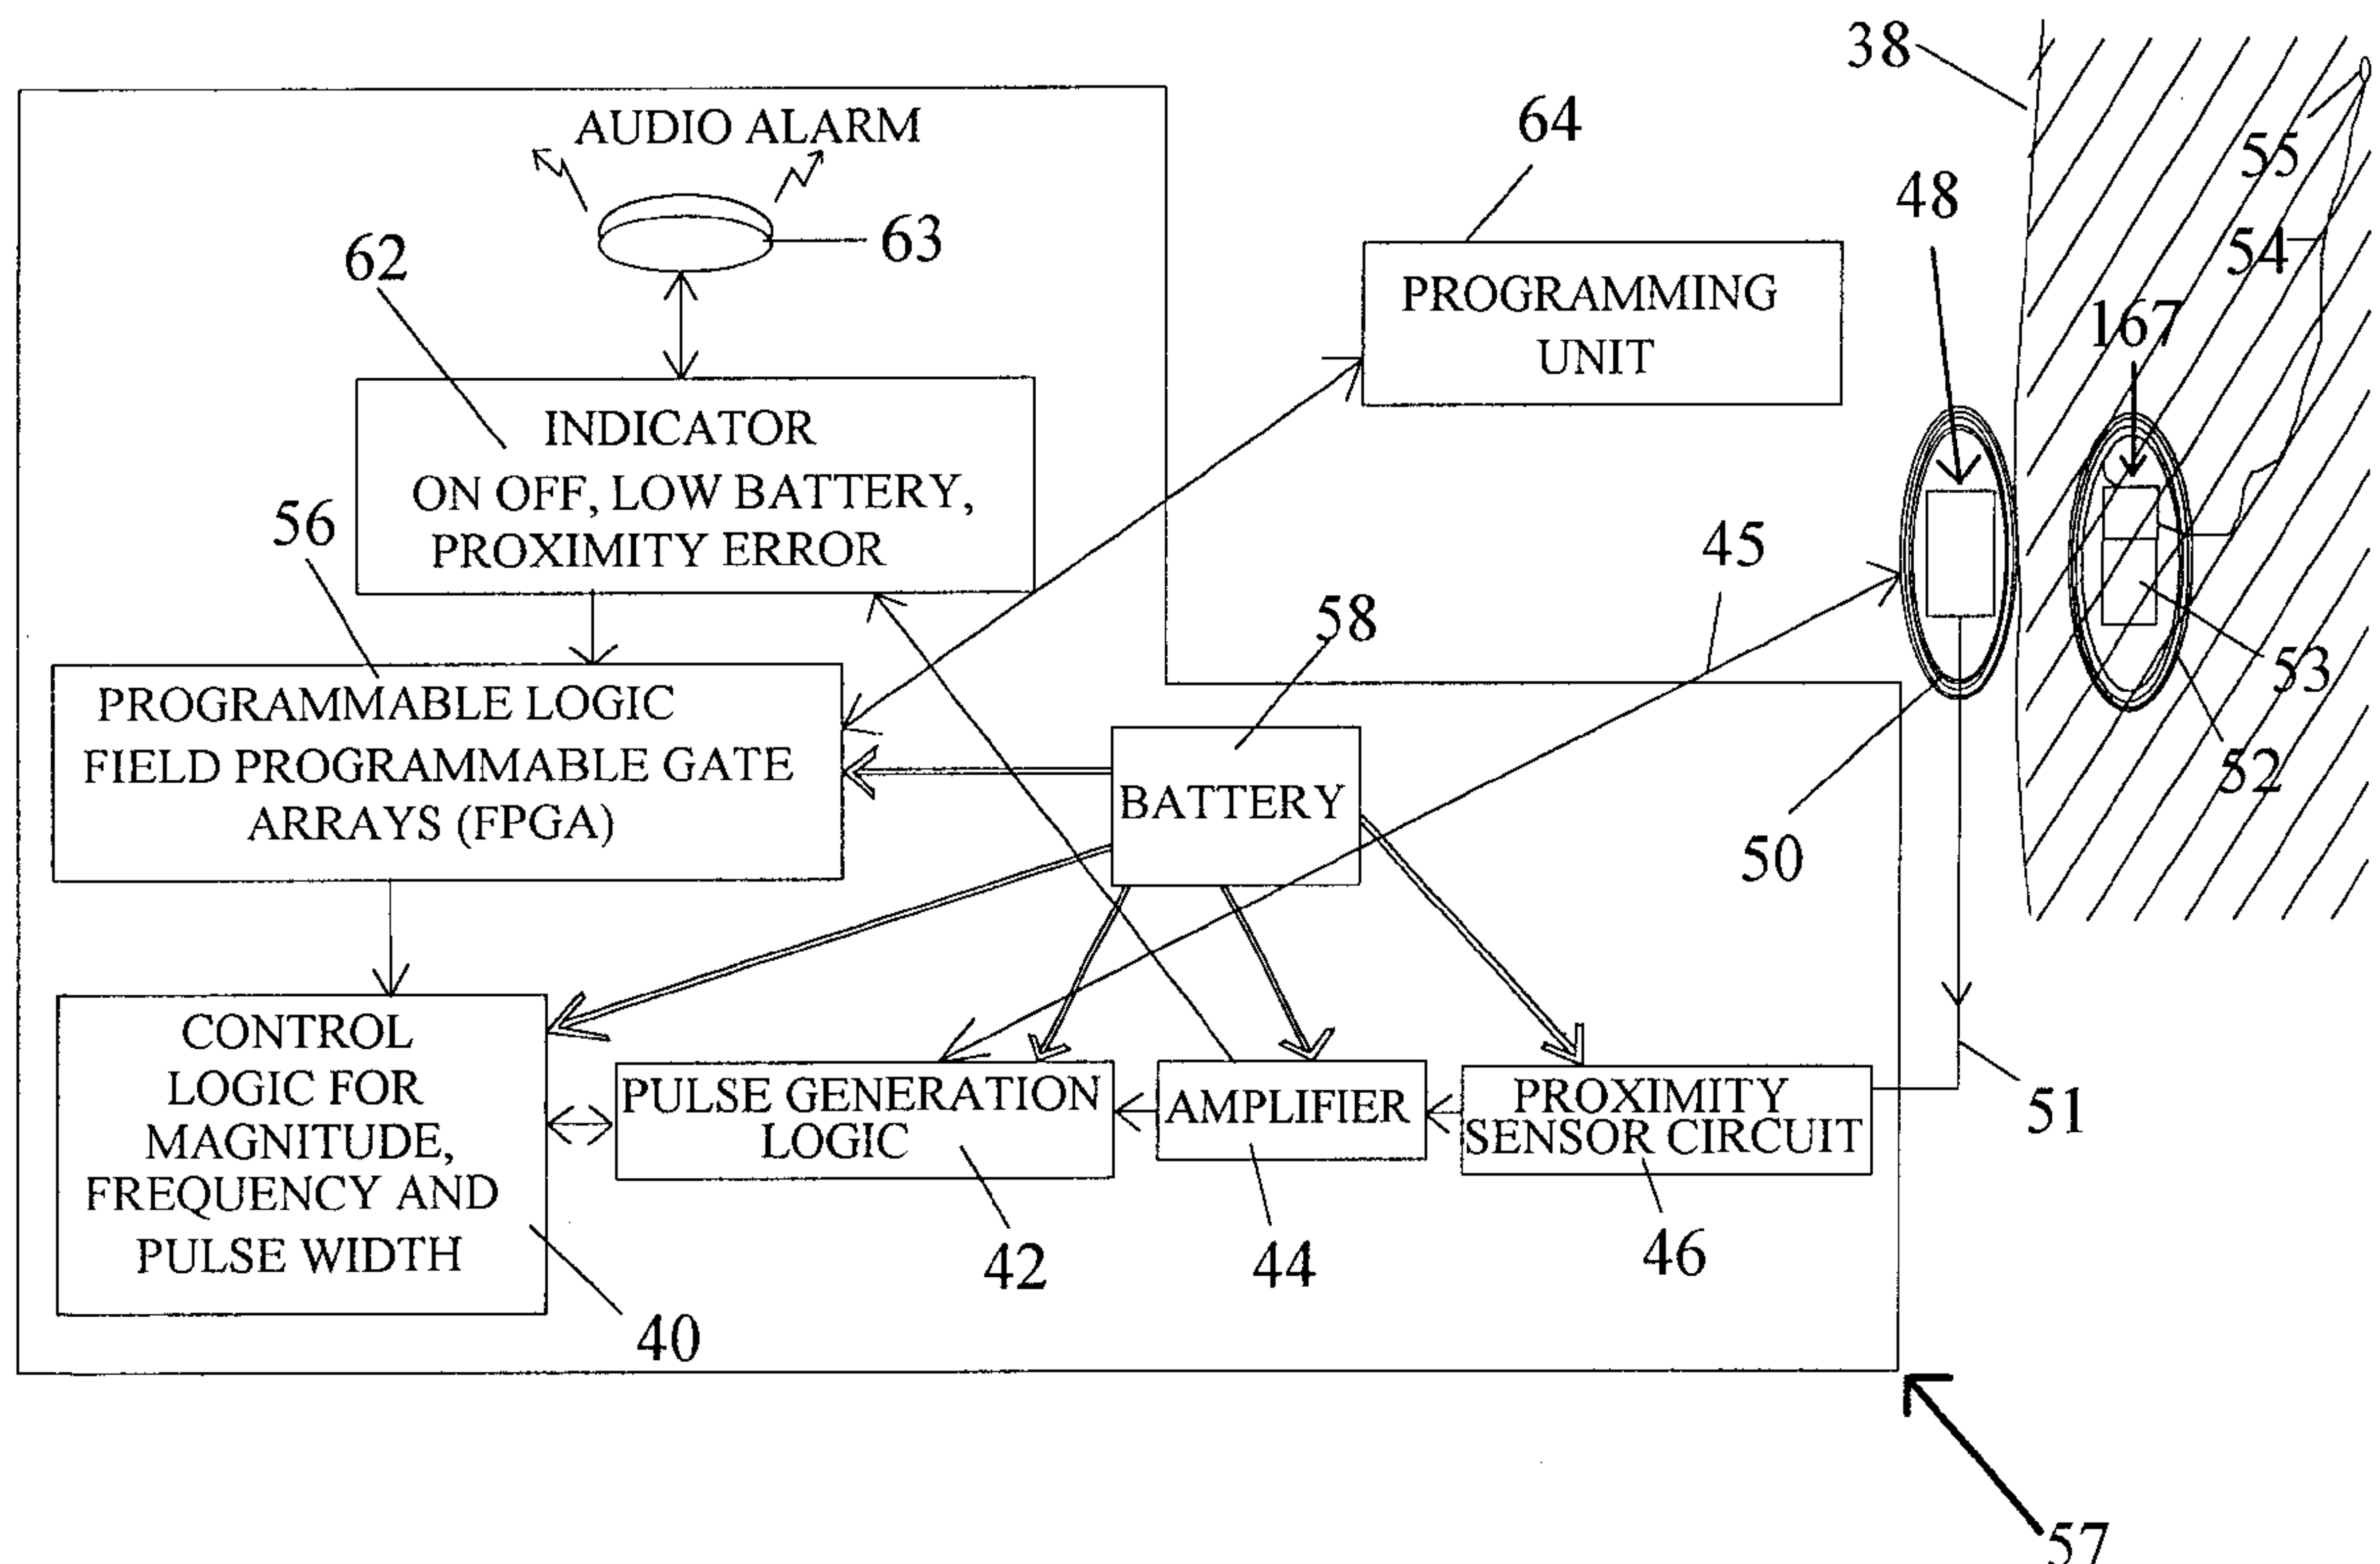 38
AUDIO ALARM
64
55
48
63
62
54
PROGRAMMING
UNIT
167
INDICATOR
ON OFF, LOW BATTERY,
PROXIMITY ERROR
56
45
58
53
PROGRAMMABLE LOGIC
FIELD PROGRAMMABLE GATE
ARRAYS (FPGA)
BATTERY
52
50
CONTROL
LOGIC FOR
MAGNITUDE,
FREQUENCY AND
PULSE WIDTH
PULSE GENERATION
LOGIC
AMPLIFIER
PROXIMITY
SENSOR CIRCUIT
51
42
44
46
40
57